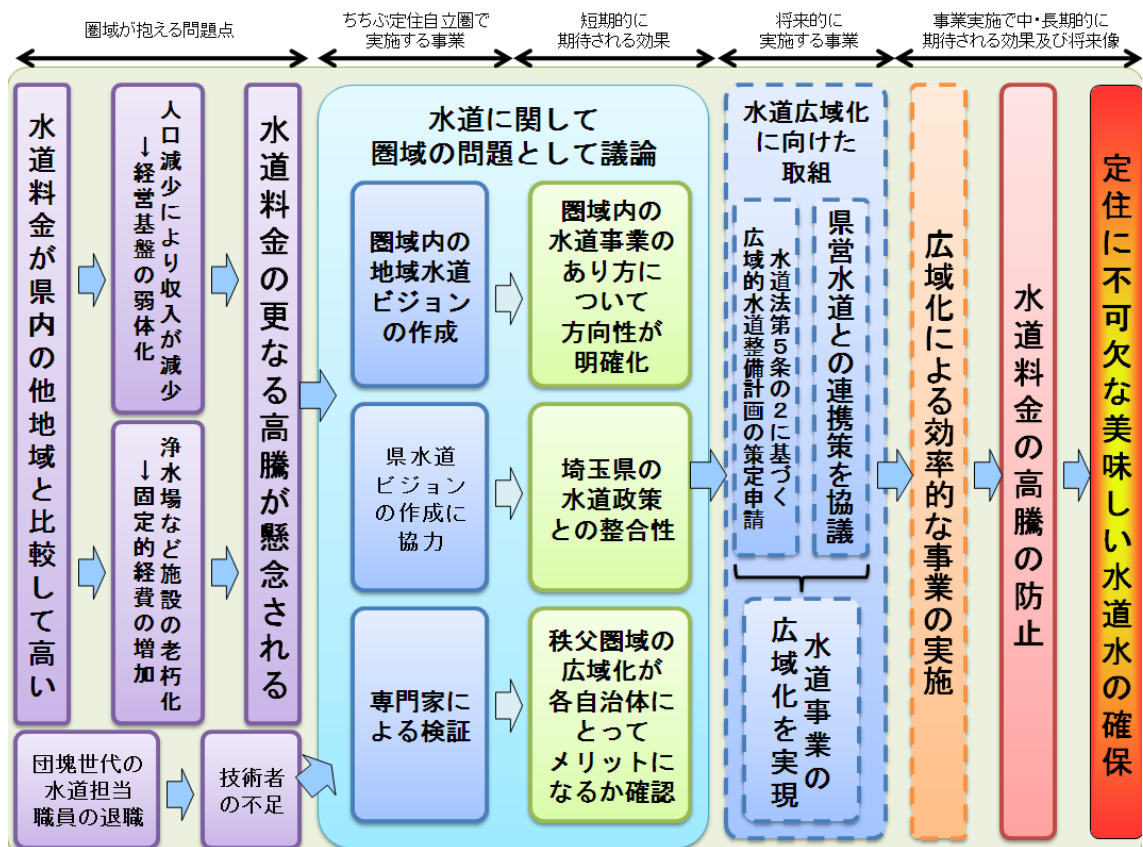 圏域が抱える問題点
ちちぶ定住自立圏で
実施する事業
短期的に
期待される効果
将来的に
実施する事業
事業実施で中・長期的に
期待される効果及び将来像
水道料金が県内の他地域と比較して高い
人口減少により収入が減少
→経営基盤の弱体化
浄水場など施設の老朽化
→固定的経費の増加
水道料金の更なる高騰が懸念される
団塊世代の
水道担当
職員の退職
技術者
の不足
水道に関して
圏域の問題として議論
圏域内の
地域水道
ビジョン
の作成
圏域内の
水道事業の
あり方に
ついて
方向性が
明確化
県水道
ビジョン
の作成に
協力
埼玉県の
水道政策
との整合性
専門家に
よる検証
秩父圏域の
広域化が
各自治体に
とって
メリットに
なるか確認
水道広域化
に向けた
取組
水道法第5条の2に基づく
広域的水道整備計画の策定申請
県営水道との連携策を協議
水道事業の
広域化を実現
広域化による効率的な事業の実施
水道料金の高騰の防止
定住に不可欠な美味しい水道水の確保